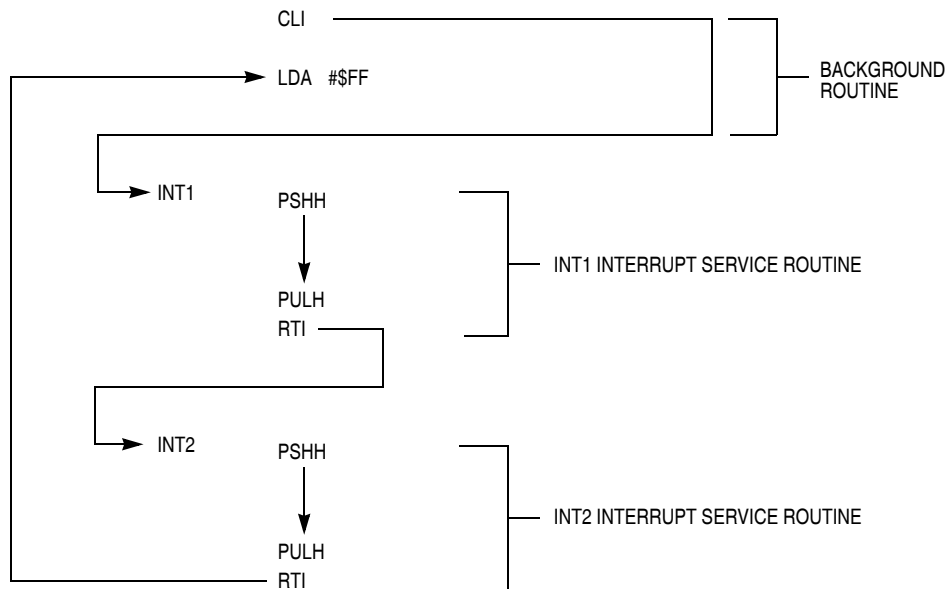 CLI
LDA #$FF
BACKGROUND
ROUTINE
INT1
PSHH
INT1 INTERRUPT SERVICE ROUTINE
PULH
RTI
INT2
PSHH
INT2 INTERRUPT SERVICE ROUTINE
PULH
RTI